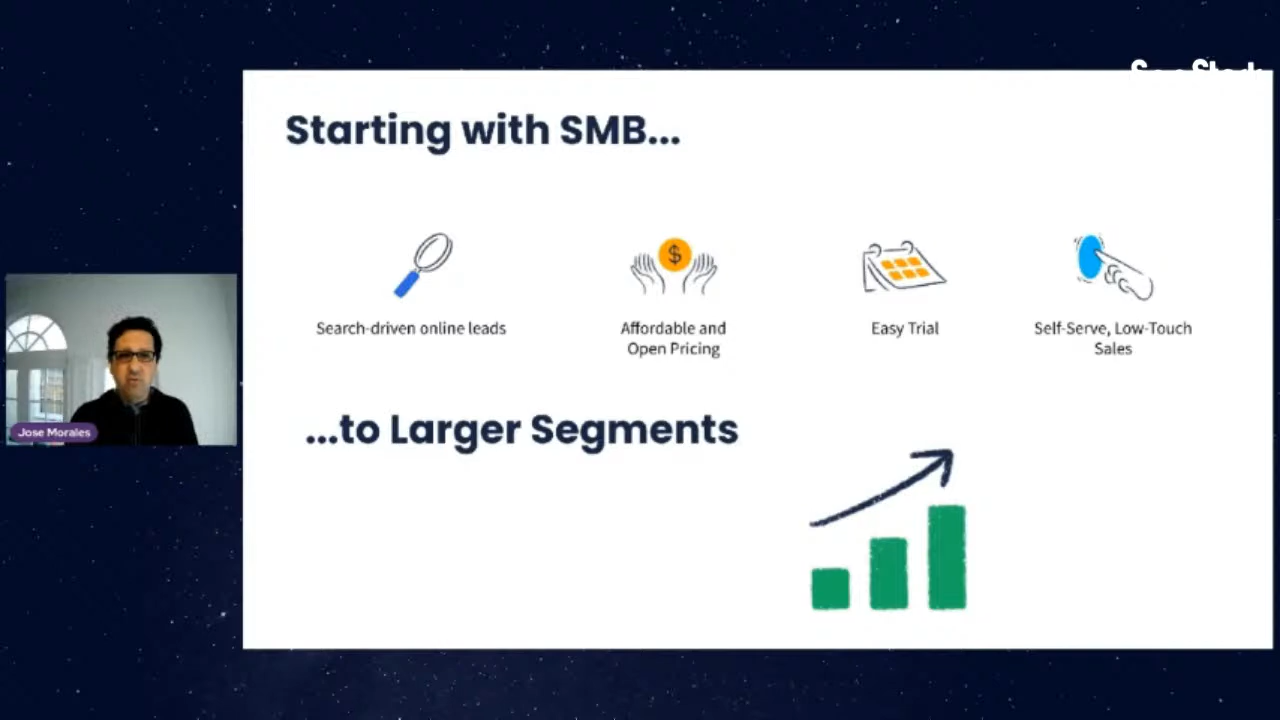 Starting with SMB...
$
Search-driven online leads
Affordable and
Open Pricing
Easy Trial
Self-Serve, Low-Touch
Sales
...to Larger Segments
Jose Morales